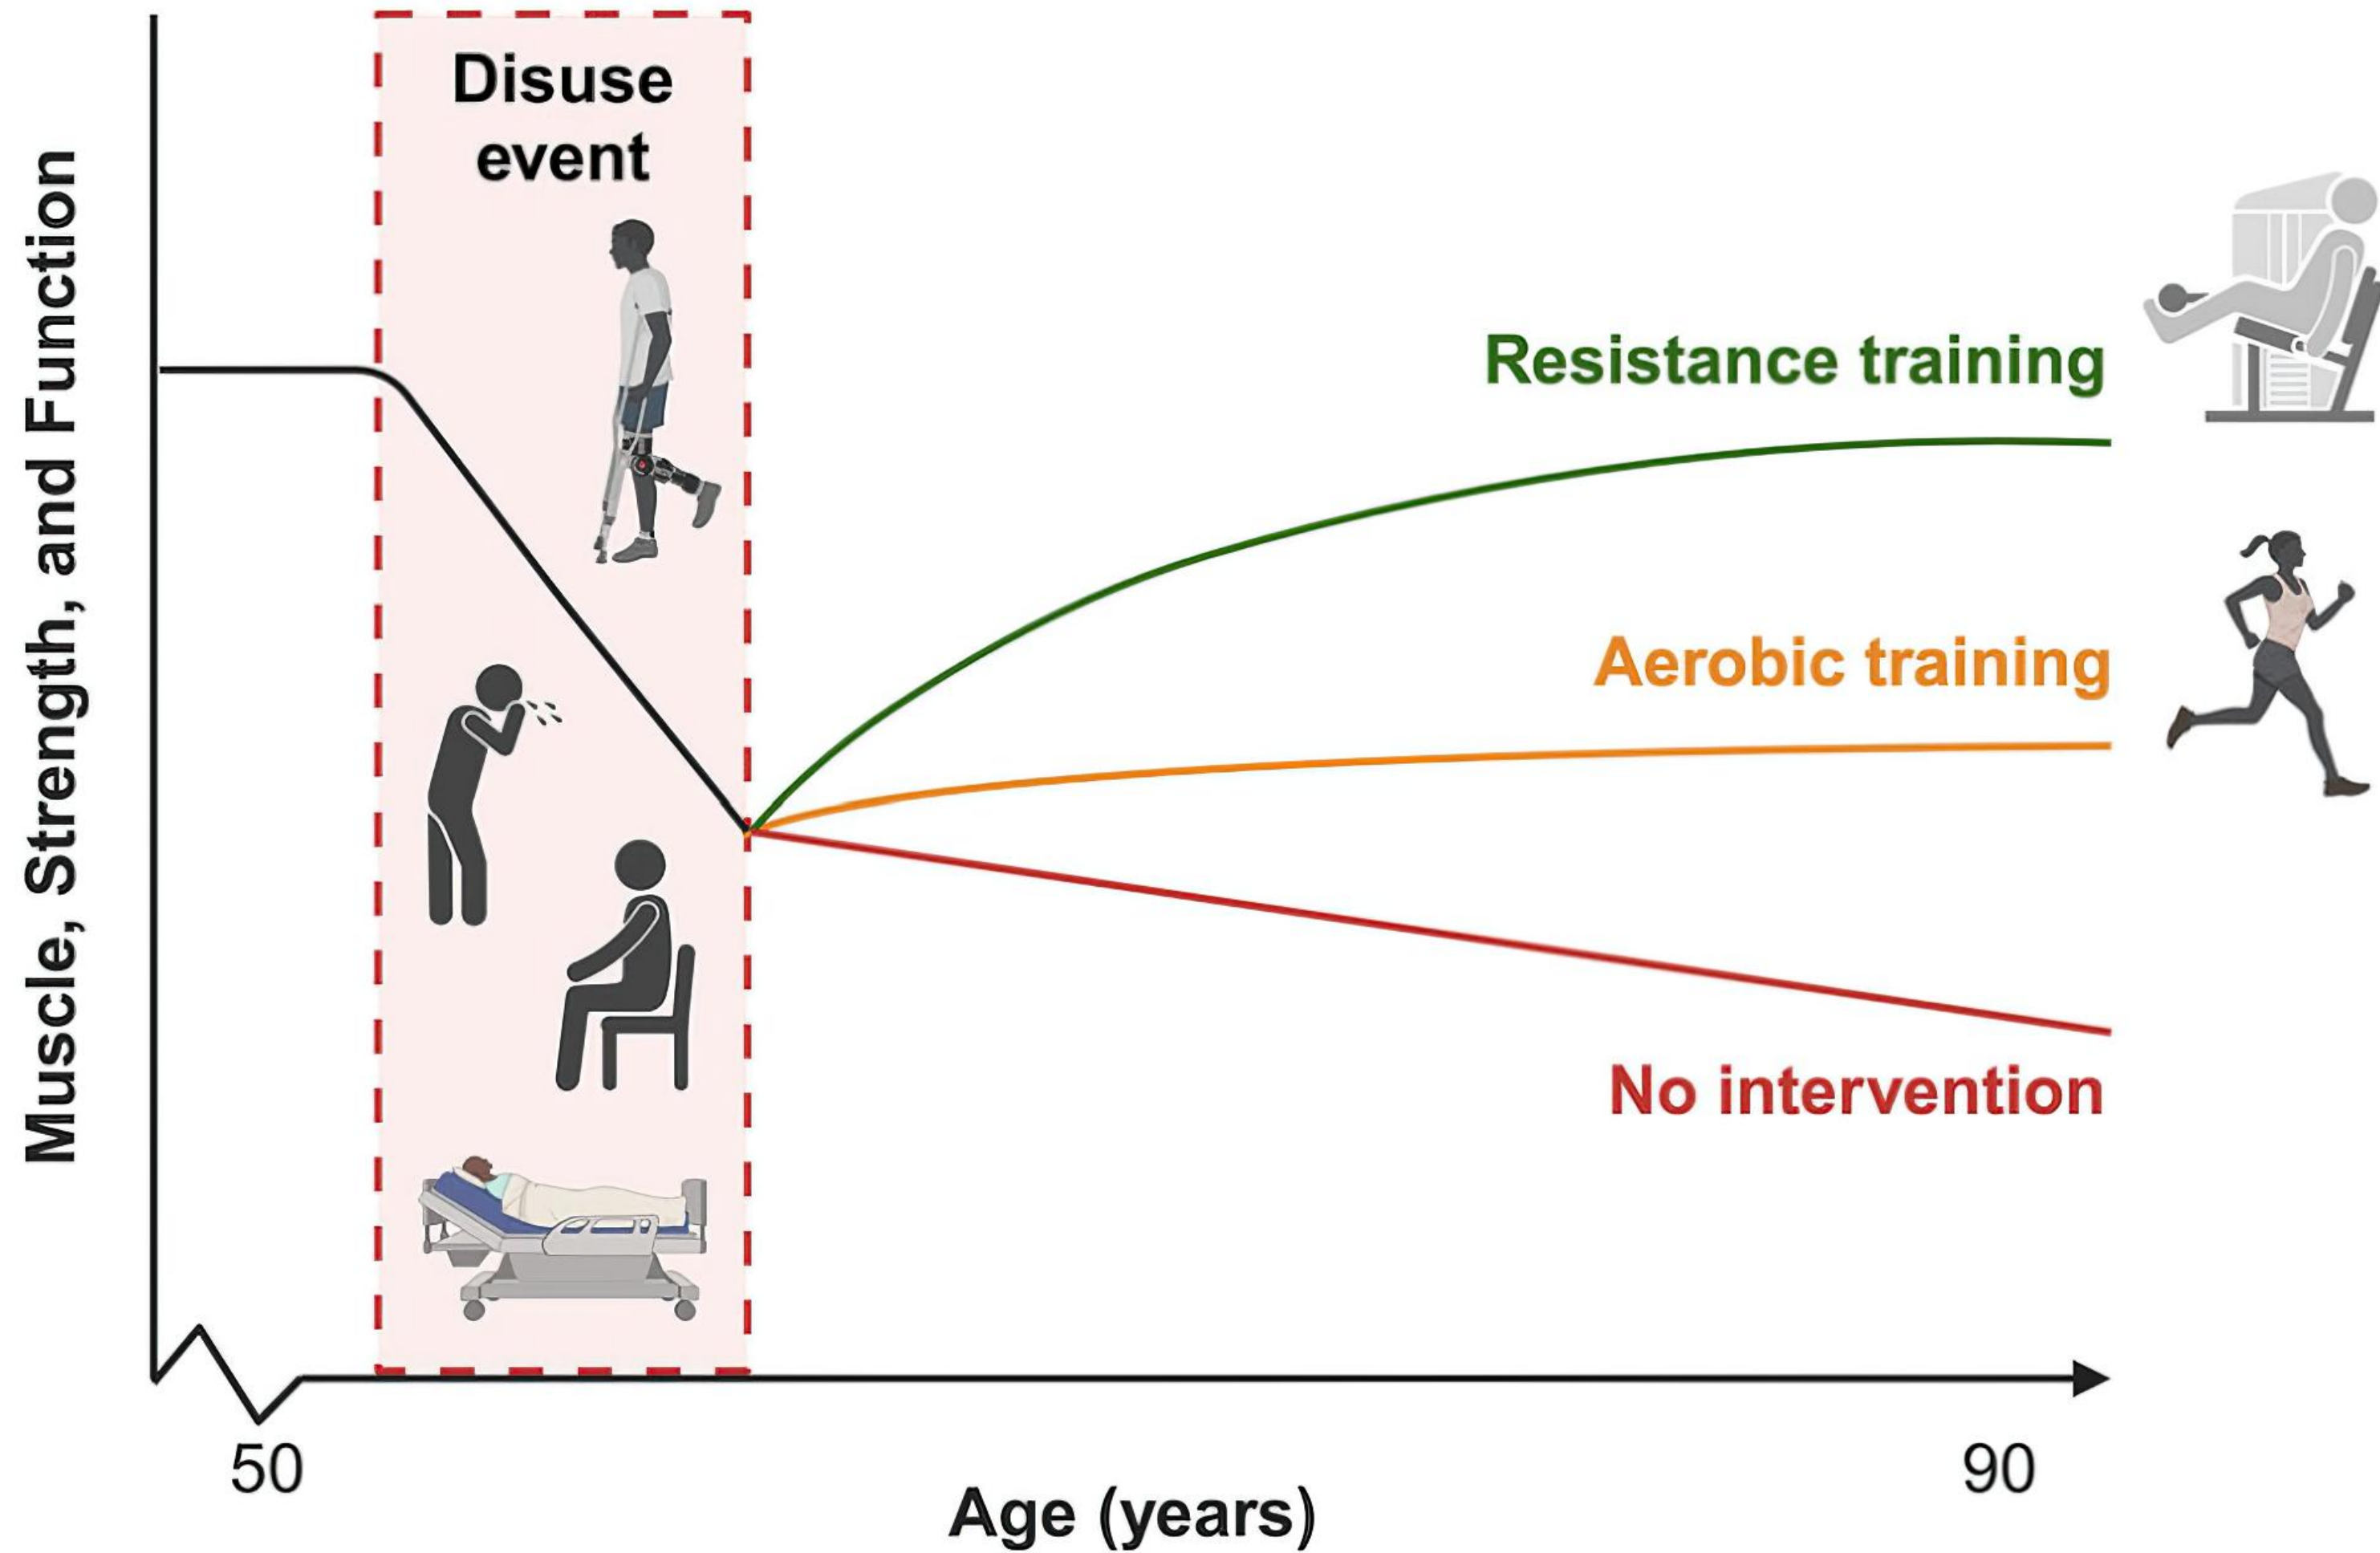 Disuse
event
Muscle, Strength, and Function
Resistance training
Aerobic training
No intervention
50
90
Age (years)